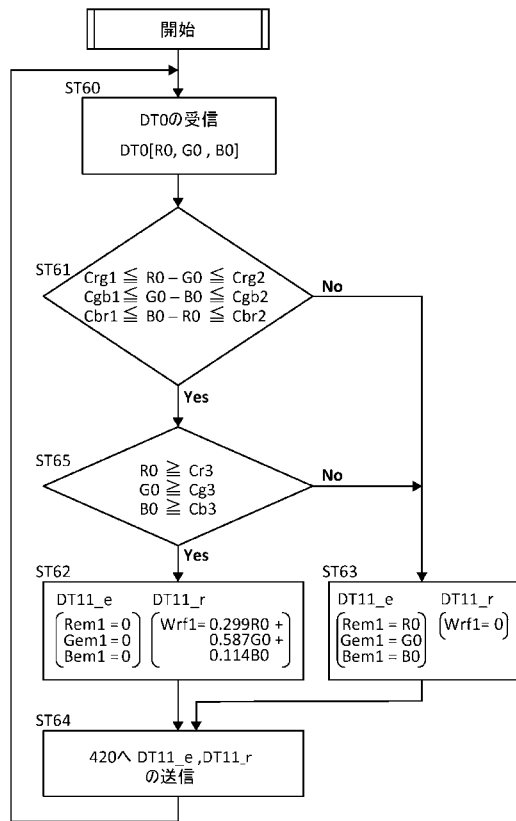 開始
ST60
DT0の受信
DT0[R0, G0 , B0]
ST61
Crg1 ≦ R0 – G0 ≦ Crg2
Cgb1 ≦ G0 – B0 ≦ Cgb2
Cbr1 ≦ B0 – R0 ≦ Cbr2
No
Yes
ST65
R0 ≧ Cr3
G0 ≧ Cg3
B0 ≧ Cb3
No
Yes
ST62
DT11_e DT11_r
Rem1 = 0
Gem1 = 0
Bem1 = 0
Wrf1= 0.299R0 +
0.587G0 +
0.114B0
ST63
DT11_e DT11_r
Rem1 = R0
Gem1 = G0
Bem1 = B0
Wrf1= 0
ST64
420へ DT11_e ,DT11_r
の送信